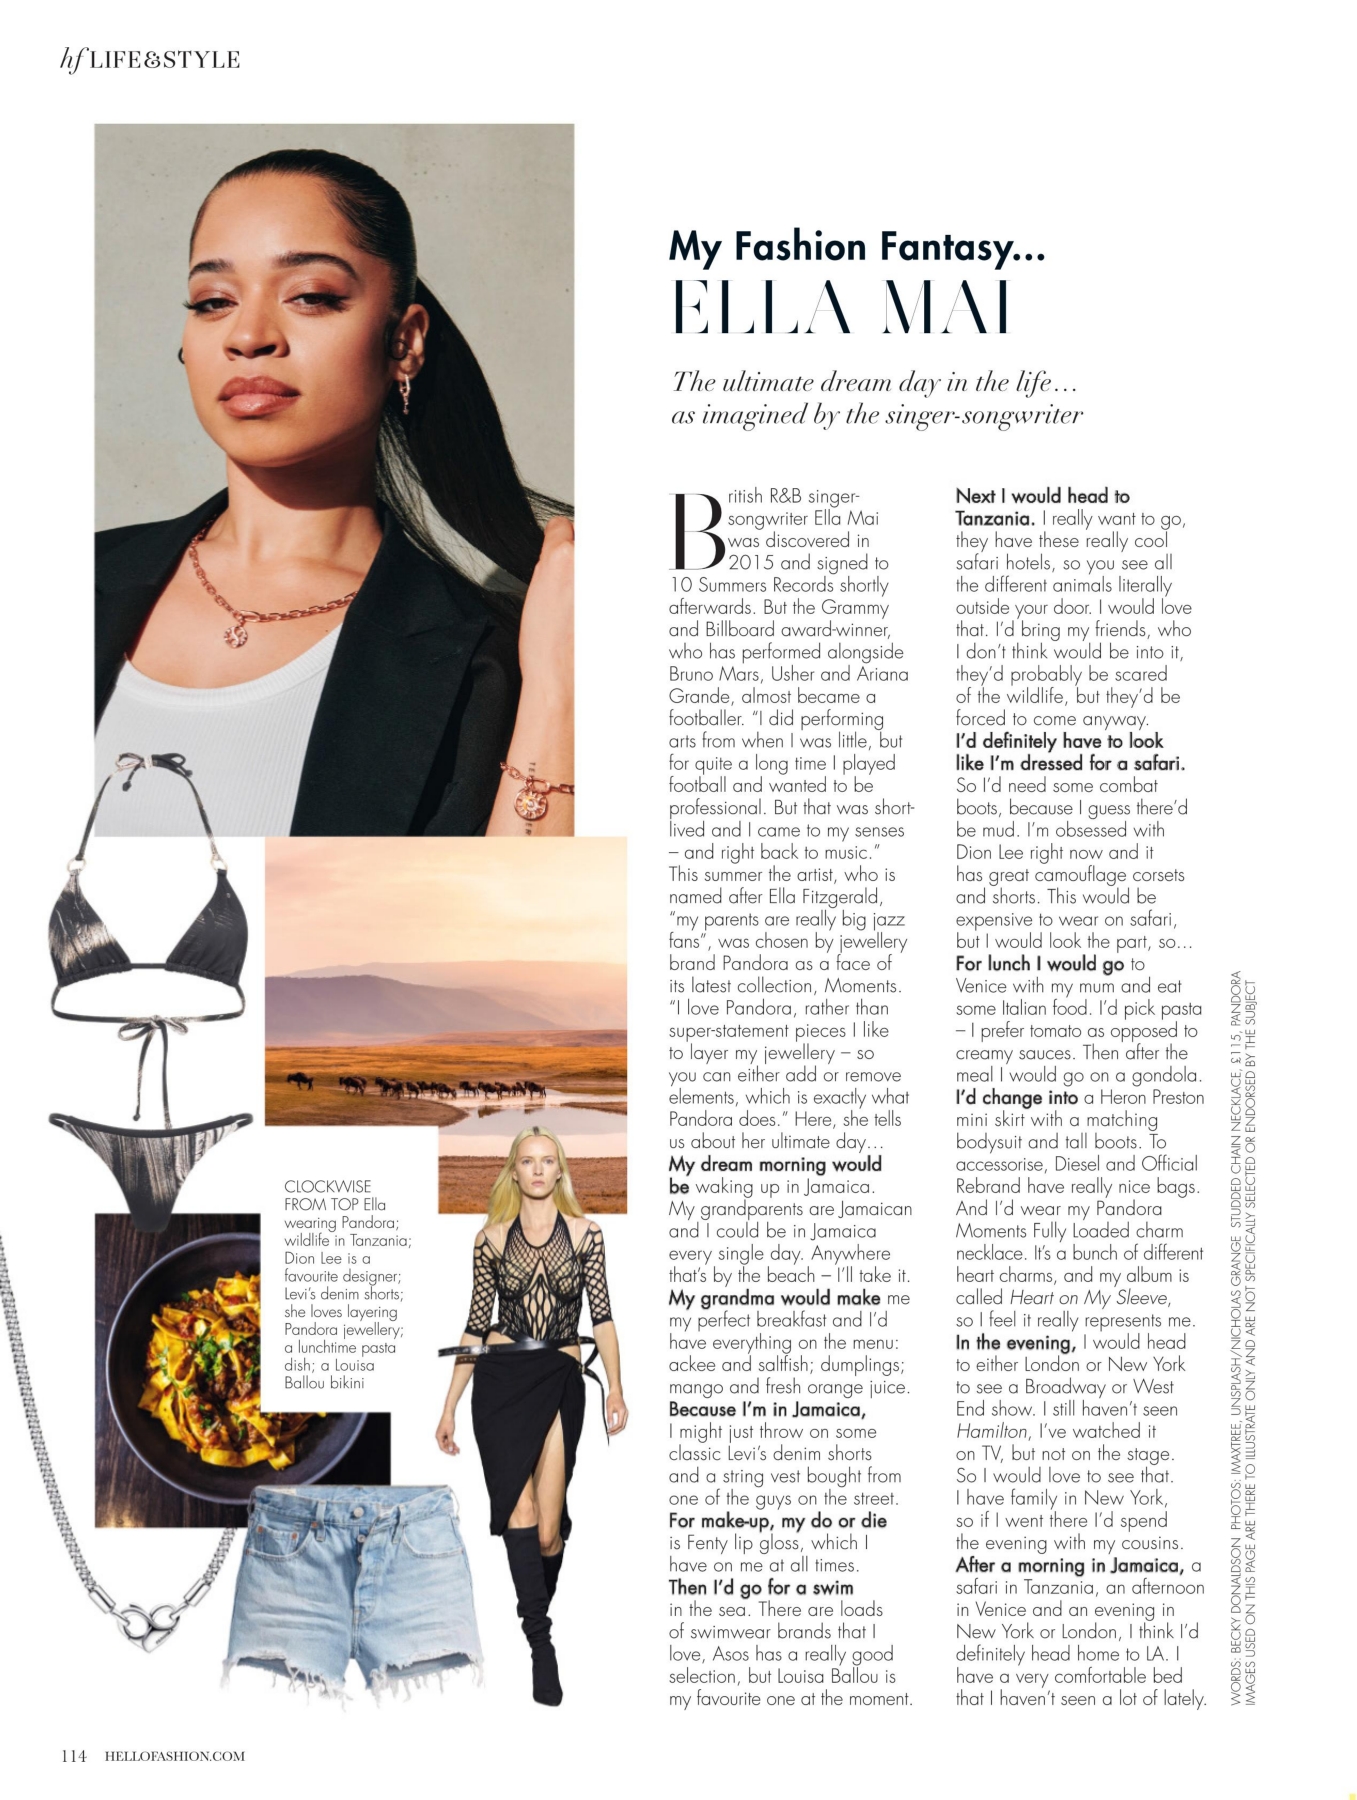 hf LIFE&STYLE
My Fashion Fantasy...
ELLA MAI
The ultimate dream day in the life…
as imagined by the singer-songwriter
British R&B singer-
songwriter Ella Mai
was discovered in
2015 and signed to
10 Summers Records shortly
afterwards. But the Grammy
and Billboard award-winner,
who has performed alongside
Bruno Mars, Usher and Ariana
Grande, almost became a
footballer. “I did performing
arts from when I was little, but
for quite a long time I played
football and wanted to be
professional. But that was short-
lived and I came to my senses
– and right back to music.”
This summer the artist, who is
named after Ella Fitzgerald,
“my parents are really big jazz
fans”, was chosen by jewellery
brand Pandora as a face of
its latest collection, Moments.
“I love Pandora, rather than
super-statement pieces I like
to layer my jewellery – so
you can either add or remove
elements, which is exactly what
Pandora does.” Here, she tells
us about her ultimate day…
My dream morning would
be waking up in Jamaica.
My grandparents are Jamaican
and I could be in Jamaica
every single day. Anywhere
that’s by the beach – I’ll take it.
My grandma would make me
my perfect breakfast and I’d
have everything on the menu:
ackee and saltfish; dumplings;
mango and fresh orange juice.
Because I’m in Jamaica,
I might just throw on some
classic Levi’s denim shorts
and a string vest bought from
one of the guys on the street.
For make-up, my do or die
is Fenty lip gloss, which I
have on me at all times.
Then I’d go for a swim
in the sea. There are loads
of swimwear brands that I
love, Asos has a really good
selection, but Louisa Ballou is
my favourite one at the moment.
Next I would head to
Tanzania. I really want to go,
they have these really cool
safari hotels, so you see all
the different animals literally
outside your door. I would love
that. I’d bring my friends, who
I don’t think would be into it,
they’d probably be scared
of the wildlife, but they’d be
forced to come anyway.
I’d definitely have to look
like I’m dressed for a safari.
So I’d need some combat
boots, because I guess there’d
be mud. I’m obsessed with
Dion Lee right now and it
has great camouflage corsets
and shorts. This would be
expensive to wear on safari,
but I would look the part, so…
For lunch I would go to
Venice with my mum and eat
some Italian food. I’d pick pasta
– I prefer tomato as opposed to
creamy sauces. Then after the
meal I would go on a gondola.
I’d change into a Heron Preston
mini skirt with a matching
bodysuit and tall boots. To
accessorise, Diesel and Official
Rebrand have really nice bags.
And I’d wear my Pandora
Moments Fully Loaded charm
necklace. It’s a bunch of different
heart charms, and my album is
called Heart on My Sleeve,
so I feel it really represents me.
In the evening, I would head
to either London or New York
to see a Broadway or West
End show. I still haven’t seen
Hamilton, I’ve watched it
on TV, but not on the stage.
So I would love to see that.
I have family in New York,
so if I went there I’d spend
the evening with my cousins.
After a morning in Jamaica, a
safari in Tanzania, an afternoon
in Venice and an evening in
New York or London, I think I’d
definitely head home to LA. I
have a very comfortable bed
that I haven’t seen a lot of lately.
CLOCKWISE
FROM TOP Ella
wearing Pandora;
wildlife in Tanzania;
Dion Lee is a
favourite designer;
Levi’s denim shorts;
she loves layering
Pandora jewellery;
a lunchtime pasta
dish; a Louisa
Ballou bikini
WORDS: BECKY DONALDSON PHOTOS: IMAXTREE, UNSPLASH/NICHOLAS GRANGE STUDDED CHAIN NECKLACE, £115, PANDORA
IMAGES USED ON THIS PAGE ARE THERE TO ILLUSTRATE ONLY AND ARE NOT SPECIFICALLY SELECTED OR ENDORSED BY THE SUBJECT
114 HELLOFASHION.COM